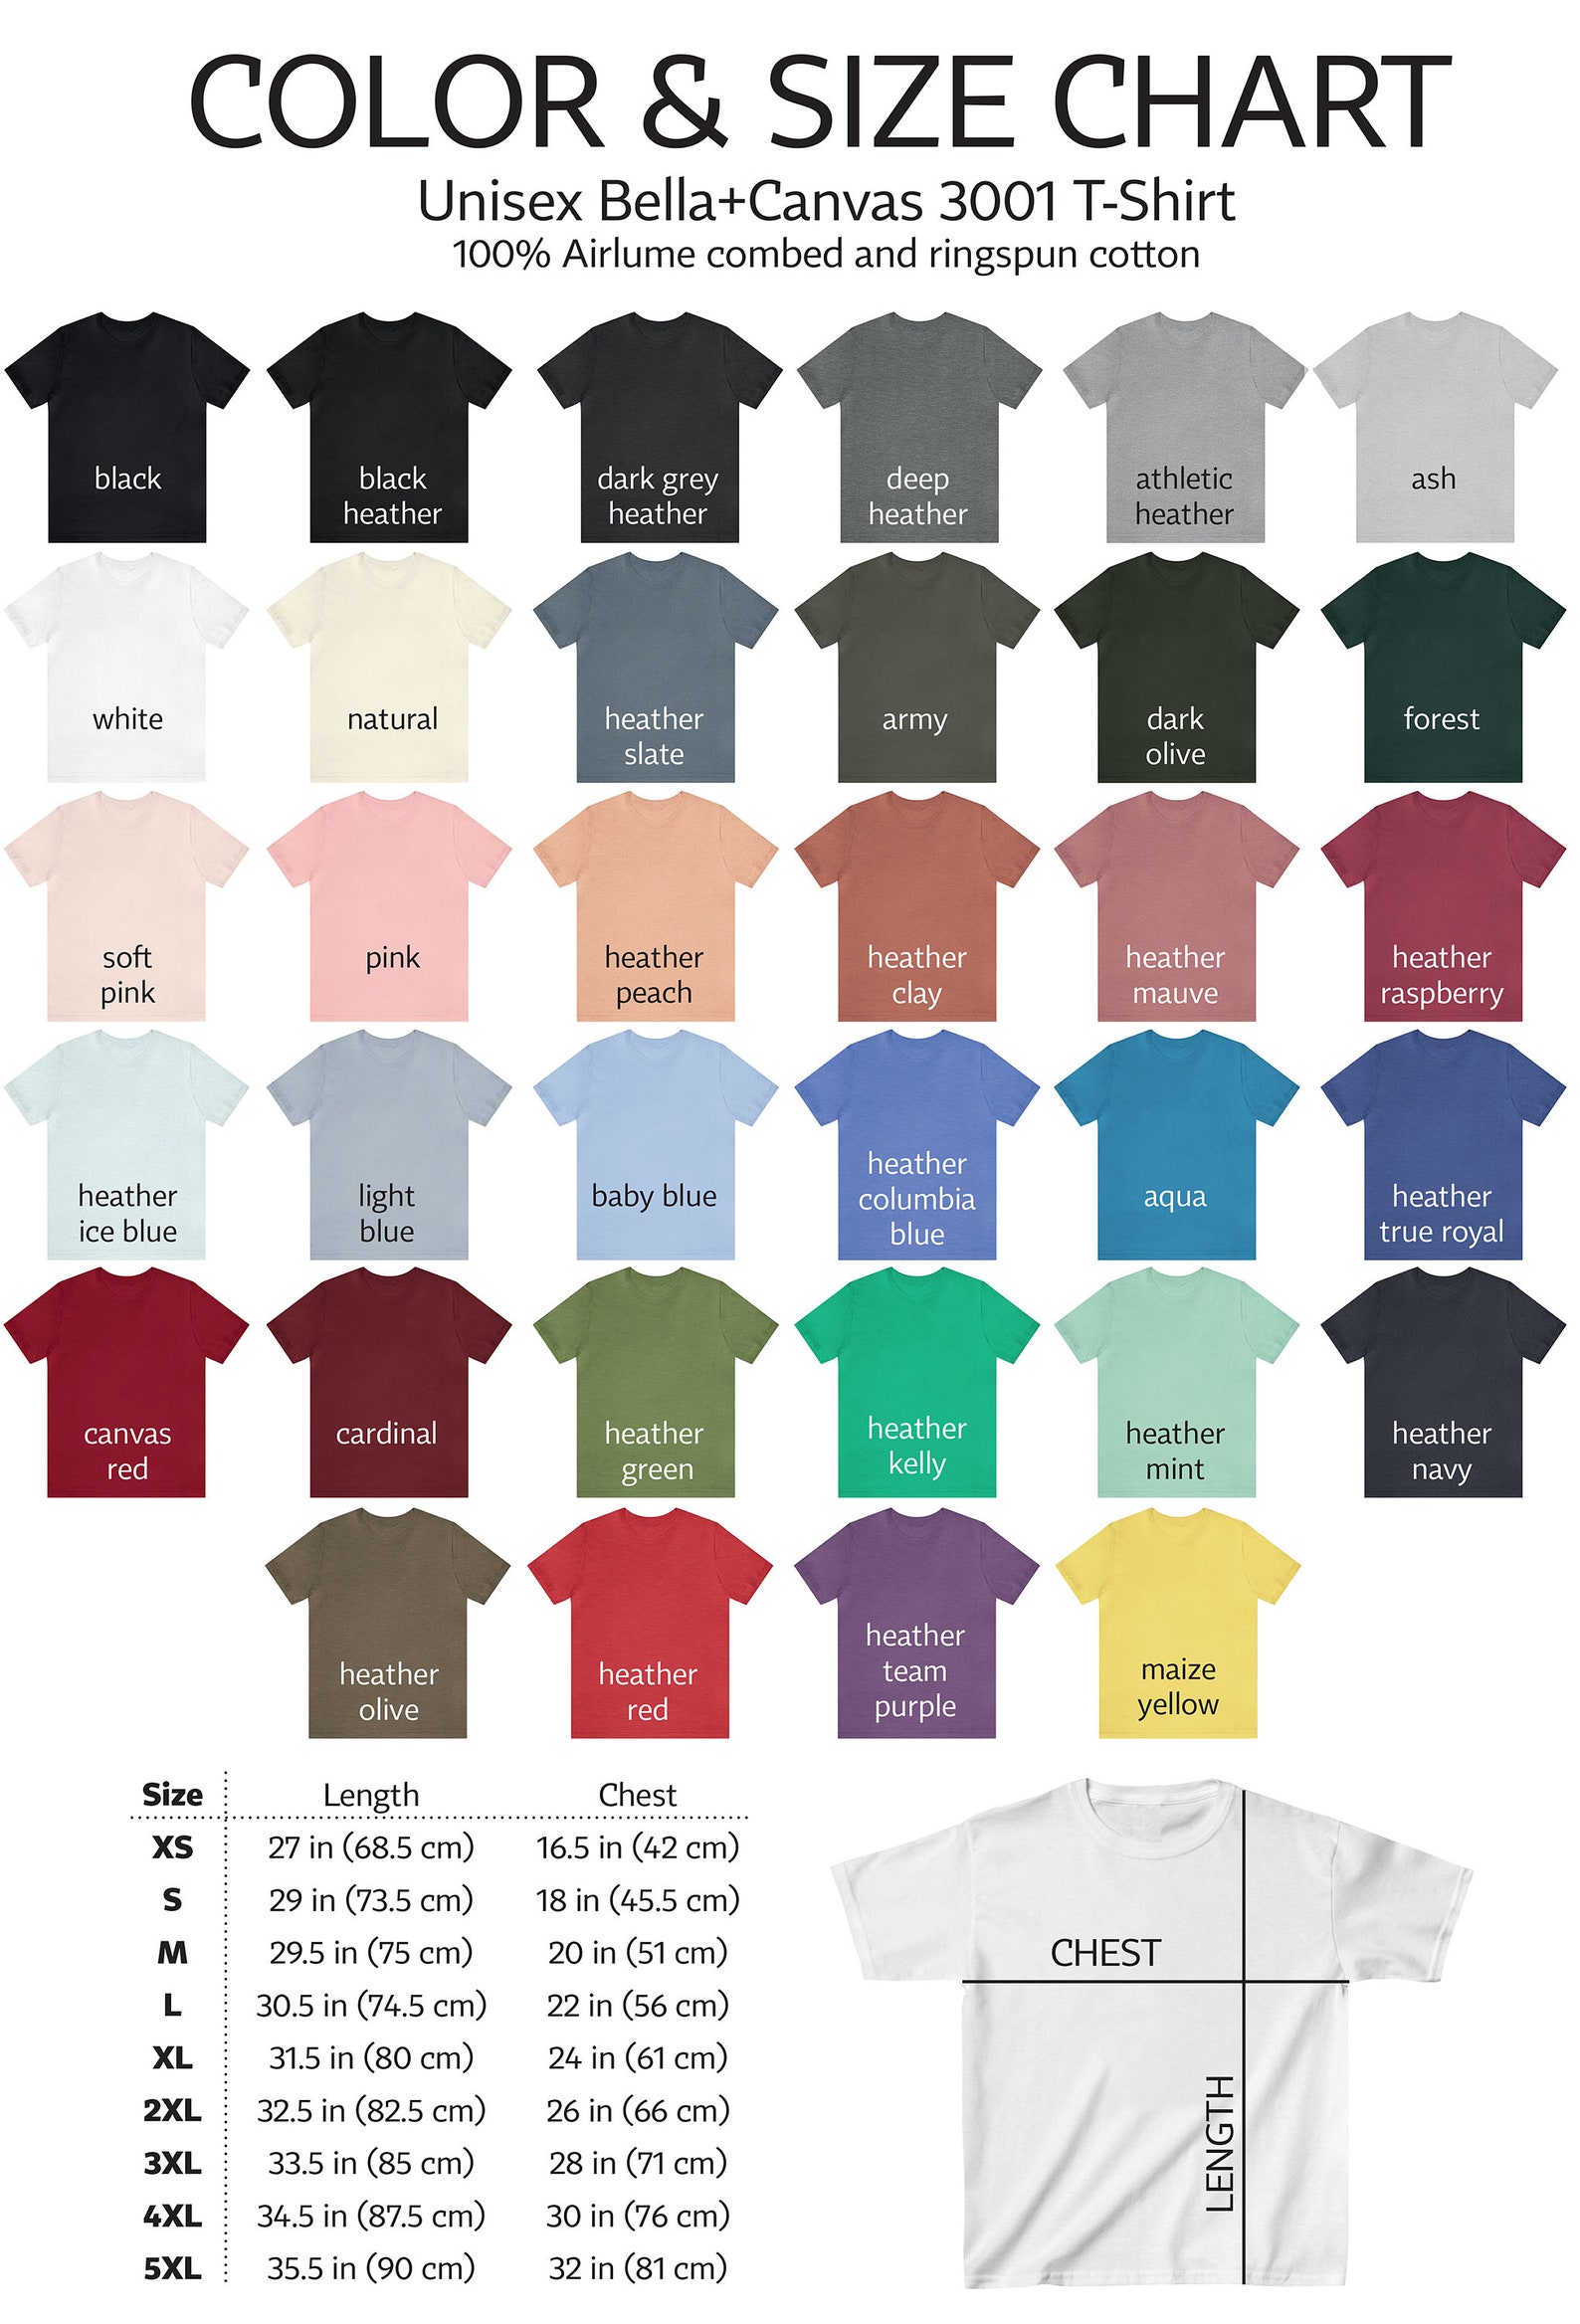 COLOR & SIZE CHART
Unisex Bella+Canvas 3001 T-Shirt
100% Airlume combed and ringspun cotton
black
black
heather
dark grey
heather
deep
heather
athletic
heather
ash
white
natural
heather
slate
army
dark
olive
forest
soft
pink
pink
heather
peach
heather
clay
heather
mauve
heather
raspberry
heather
ice blue
light
blue
baby blue
heather
columbia
blue
aqua
heather
true royal
canvas
red
cardinal
heather
green
heather
kelly
heather
mint
heather
navy
heather
olive
heather
red
heather
team
purple
maize
yellow
Size Length Chest
XS 27 in (68.5 cm) 16.5 in (42 cm)
S 29 in (73.5 cm) 18 in (45.5 cm)
M 29.5 in (75 cm) 20 in (51 cm)
L 30.5 in (74.5 cm) 22 in (56 cm)
XL 31.5 in (80 cm) 24 in (61 cm)
2XL 32.5 in (82.5 cm) 26 in (66 cm)
3XL 33.5 in (85 cm) 28 in (71 cm)
4XL 34.5 in (87.5 cm) 30 in (76 cm)
5XL 35.5 in (90 cm) 32 in (81 cm)
CHEST
LENGTH